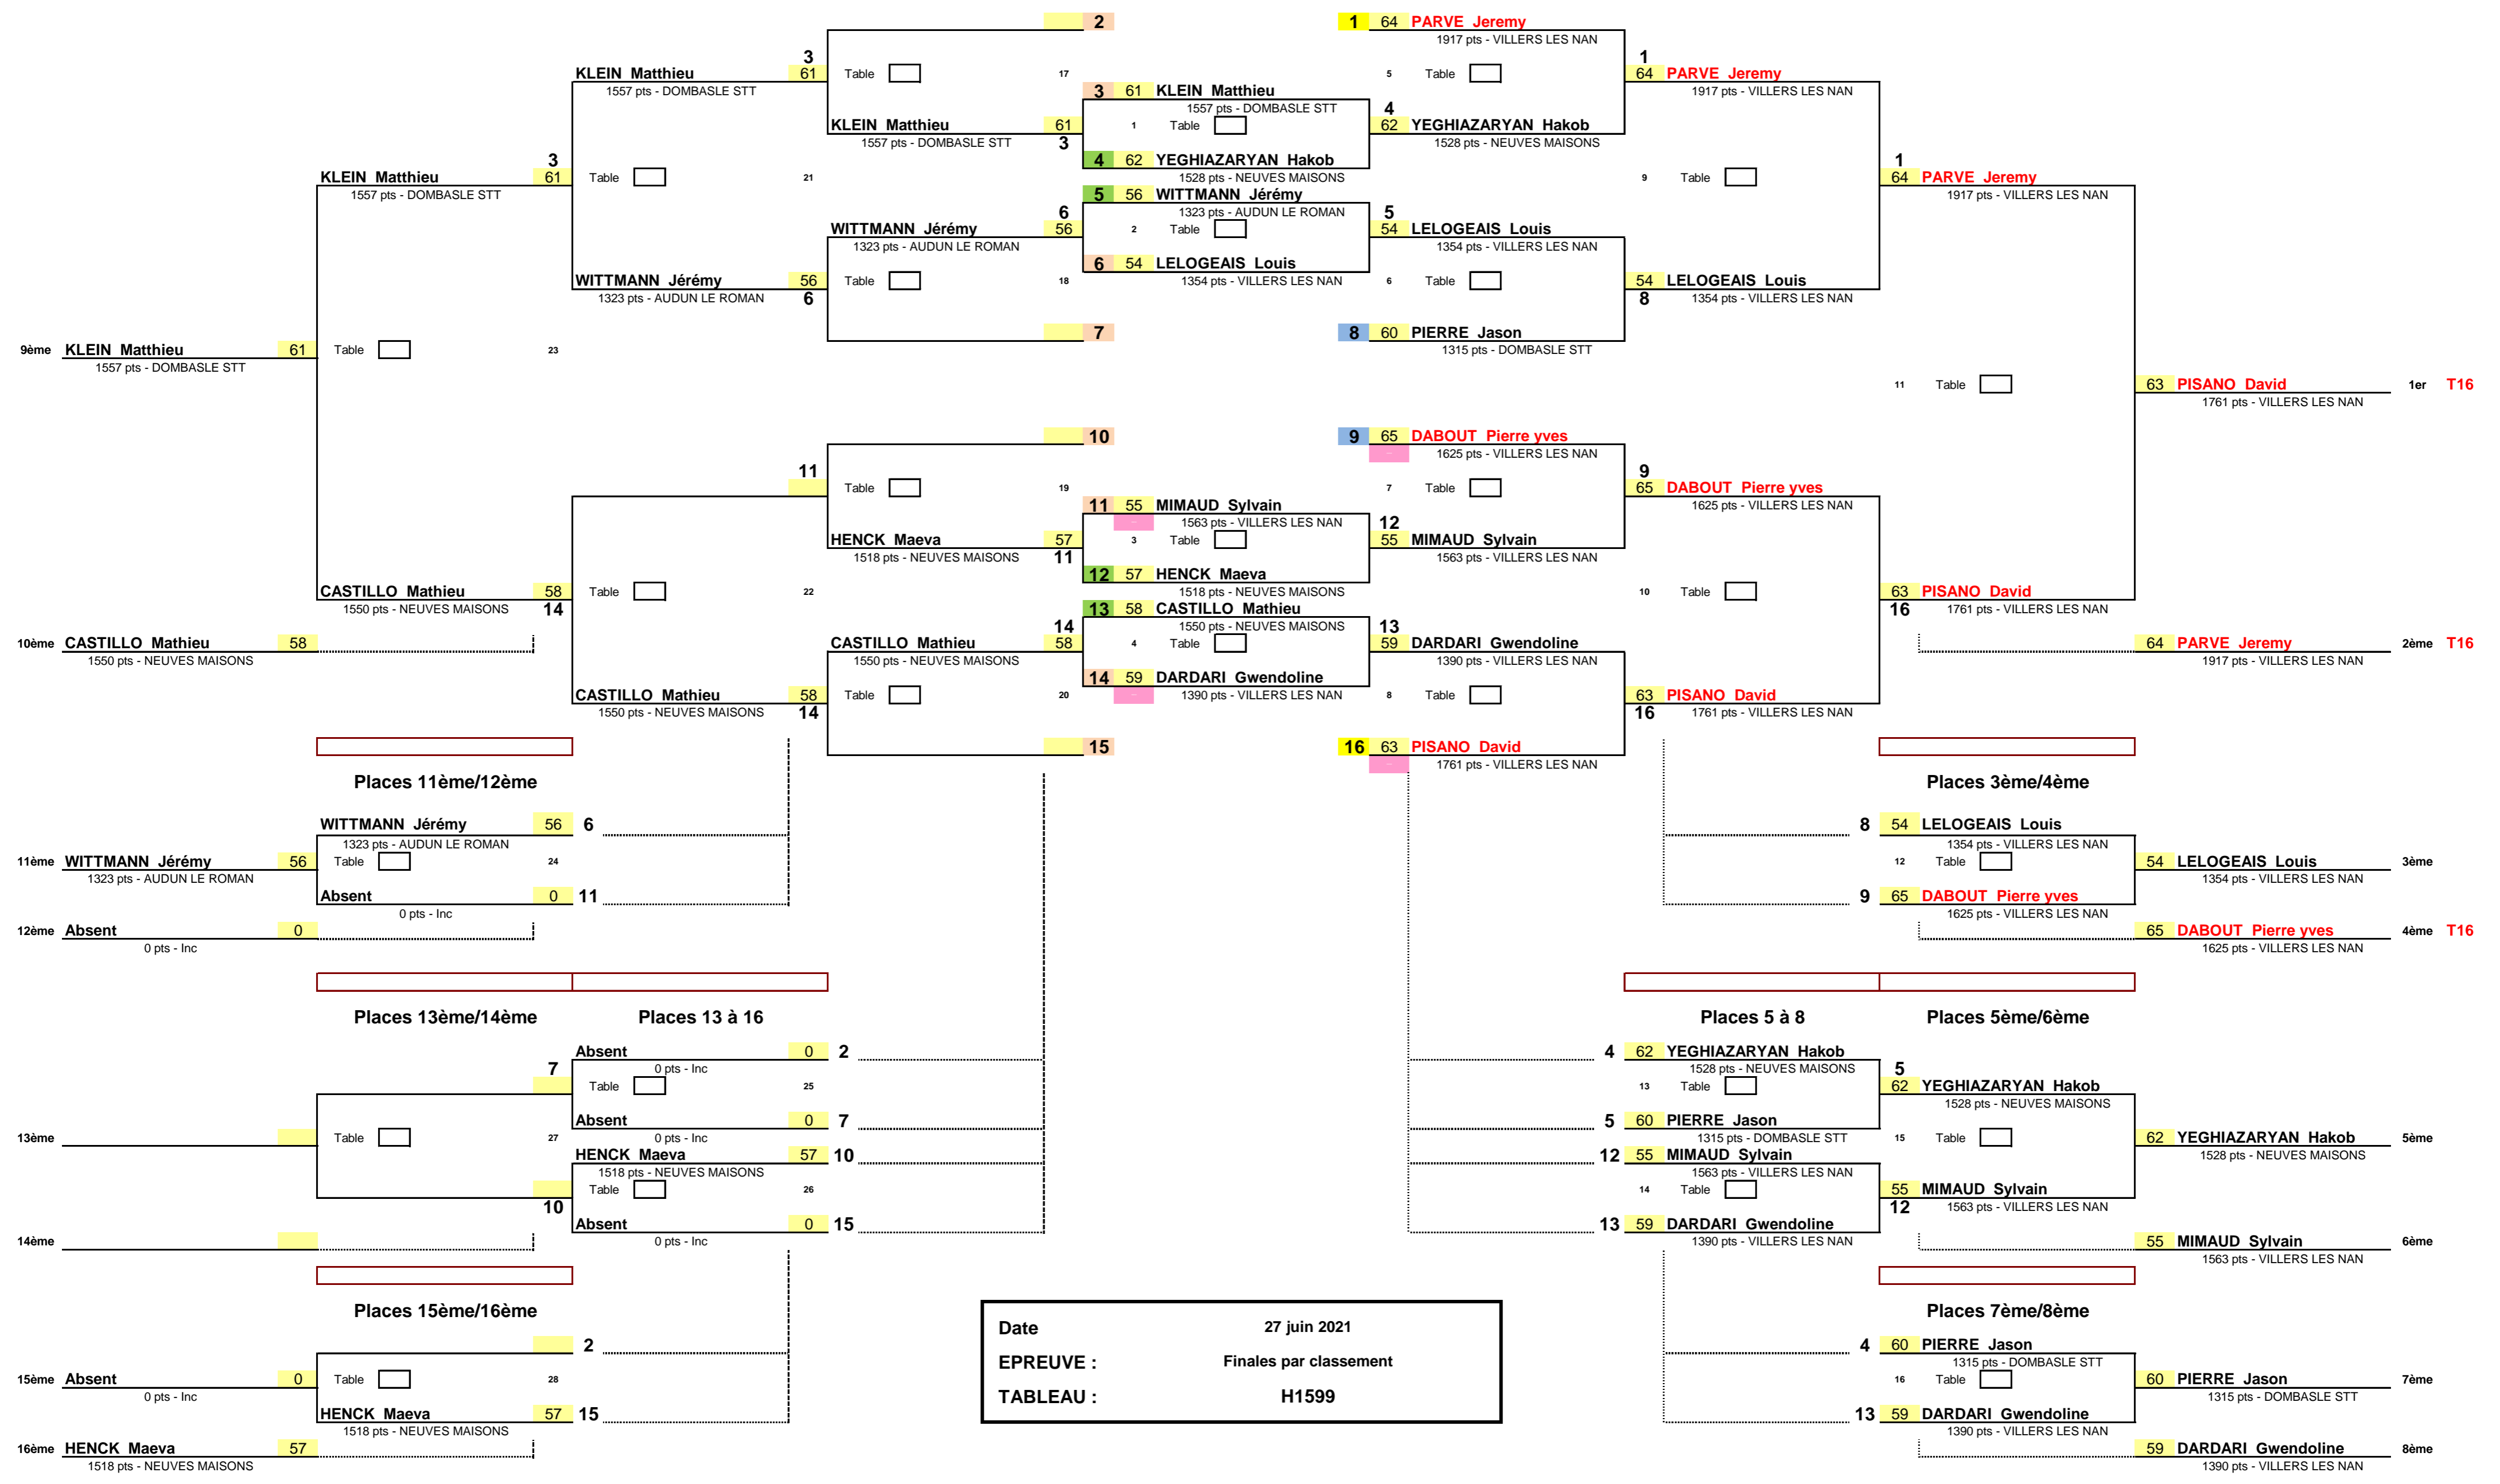 2 1 64 PARVE Jeremy
1917 pts - VILLERS LES NAN
3 1
KLEIN Matthieu 61 Table 17 5 Table 64 PARVE Jeremy
1557 pts - DOMBASLE STT 3 61 KLEIN Matthieu 1917 pts - VILLERS LES NAN
1557 pts - DOMBASLE STT 4
KLEIN Matthieu 61 1 Table 62 YEGHIAZARYAN Hakob
1557 pts - DOMBASLE STT 3 1528 pts - NEUVES MAISONS
3 4 62 YEGHIAZARYAN Hakob 1
KLEIN Matthieu 61 Table 21 1528 pts - NEUVES MAISONS 9 Table 64 PARVE Jeremy
1557 pts - DOMBASLE STT 5 56 WITTMANN Jérémy 1917 pts - VILLERS LES NAN
6 1323 pts - AUDUN LE ROMAN 5
WITTMANN Jérémy 56 2 Table 54 LELOGEAIS Louis
1323 pts - AUDUN LE ROMAN 1354 pts - VILLERS LES NAN
6 54 LELOGEAIS Louis
WITTMANN Jérémy 56 Table 18 1354 pts - VILLERS LES NAN 6 Table 54 LELOGEAIS Louis
1323 pts - AUDUN LE ROMAN 6 8 1354 pts - VILLERS LES NAN
7 8 60 PIERRE Jason
9ème KLEIN Matthieu 61 Table 23 1315 pts - DOMBASLE STT
1557 pts - DOMBASLE STT
11 Table 63 PISANO David 1er T16
1761 pts - VILLERS LES NAN
10 9 65 DABOUT Pierre yves
1625 pts - VILLERS LES NAN
11 9
Table 19 7 Table 65 DABOUT Pierre yves
11 55 MIMAUD Sylvain 1625 pts - VILLERS LES NAN
1563 pts - VILLERS LES NAN 12
HENCK Maeva 57 3 Table 55 MIMAUD Sylvain
1518 pts - NEUVES MAISONS 11 1563 pts - VILLERS LES NAN
12 57 HENCK Maeva
CASTILLO Mathieu 58 Table 22 1518 pts - NEUVES MAISONS 10 Table 63 PISANO David
1550 pts - NEUVES MAISONS 14 13 58 CASTILLO Mathieu 16 1761 pts - VILLERS LES NAN
14 1550 pts - NEUVES MAISONS 13
10ème CASTILLO Mathieu 58 CASTILLO Mathieu 58 4 Table 59 DARDARI Gwendoline 64 PARVE Jeremy 2ème T16
1550 pts - NEUVES MAISONS 1550 pts - NEUVES MAISONS 1390 pts - VILLERS LES NAN 1917 pts - VILLERS LES NAN
14 59 DARDARI Gwendoline
CASTILLO Mathieu 58 Table 20 1390 pts - VILLERS LES NAN 8 Table 63 PISANO David
1550 pts - NEUVES MAISONS 14 16 1761 pts - VILLERS LES NAN
15 16 63 PISANO David
1761 pts - VILLERS LES NAN
Places 11ème/12ème Places 3ème/4ème
WITTMANN Jérémy 56 6 8 54 LELOGEAIS Louis
1323 pts - AUDUN LE ROMAN 1354 pts - VILLERS LES NAN
11ème WITTMANN Jérémy 56 Table 24 12 Table 54 LELOGEAIS Louis 3ème
1323 pts - AUDUN LE ROMAN 1354 pts - VILLERS LES NAN
Absent 0 11 9 65 DABOUT Pierre yves
0 pts - Inc 1625 pts - VILLERS LES NAN
12ème Absent 0 65 DABOUT Pierre yves 4ème T16
0 pts - Inc 1625 pts - VILLERS LES NAN
Places 13ème/14ème Places 13 à 16 Places 5 à 8 Places 5ème/6ème
Absent 0 2 4 62 YEGHIAZARYAN Hakob
7 0 pts - Inc 1528 pts - NEUVES MAISONS 5
Table 25 13 Table 62 YEGHIAZARYAN Hakob
1528 pts - NEUVES MAISONS
Absent 0 7 5 60 PIERRE Jason
13ème Table 27 0 pts - Inc 1315 pts - DOMBASLE STT 15 Table 62 YEGHIAZARYAN Hakob 5ème
HENCK Maeva 57 10 12 55 MIMAUD Sylvain 1528 pts - NEUVES MAISONS
1518 pts - NEUVES MAISONS 1563 pts - VILLERS LES NAN
Table 26 14 Table 55 MIMAUD Sylvain
10 12 1563 pts - VILLERS LES NAN
Absent 0 15 13 59 DARDARI Gwendoline
14ème 0 pts - Inc 1390 pts - VILLERS LES NAN 55 MIMAUD Sylvain 6ème
1563 pts - VILLERS LES NAN
Places 15ème/16ème Places 7ème/8ème
Date 27 juin 2021
2 4 60 PIERRE Jason
EPREUVE : Finales par classement 1315 pts - DOMBASLE STT
15ème Absent 0 Table 28 16 Table 60 PIERRE Jason 7ème
0 pts - Inc TABLEAU : H1599 1315 pts - DOMBASLE STT
HENCK Maeva 57 15 13 59 DARDARI Gwendoline
1518 pts - NEUVES MAISONS 1390 pts - VILLERS LES NAN
16ème HENCK Maeva 57 59 DARDARI Gwendoline 8ème
1518 pts - NEUVES MAISONS 1390 pts - VILLERS LES NAN